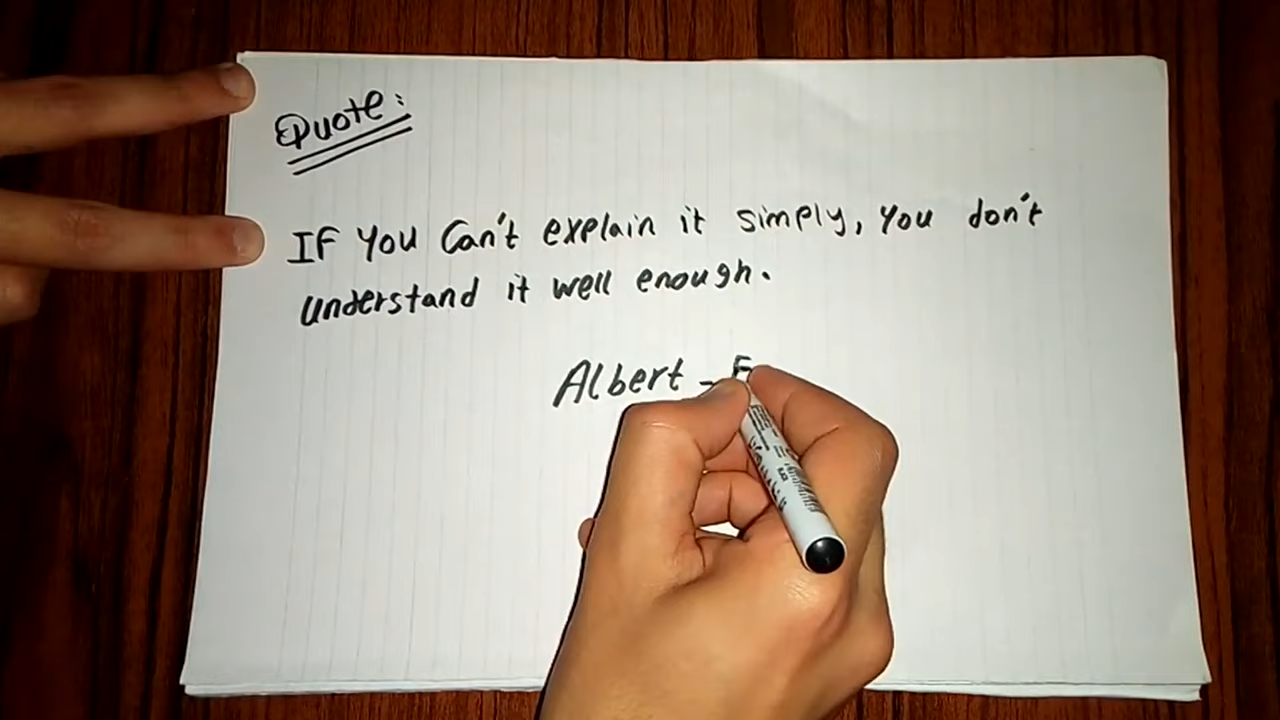 Quote:
If you can't explain it simply, you don't
understand it well enough.
Albert - E